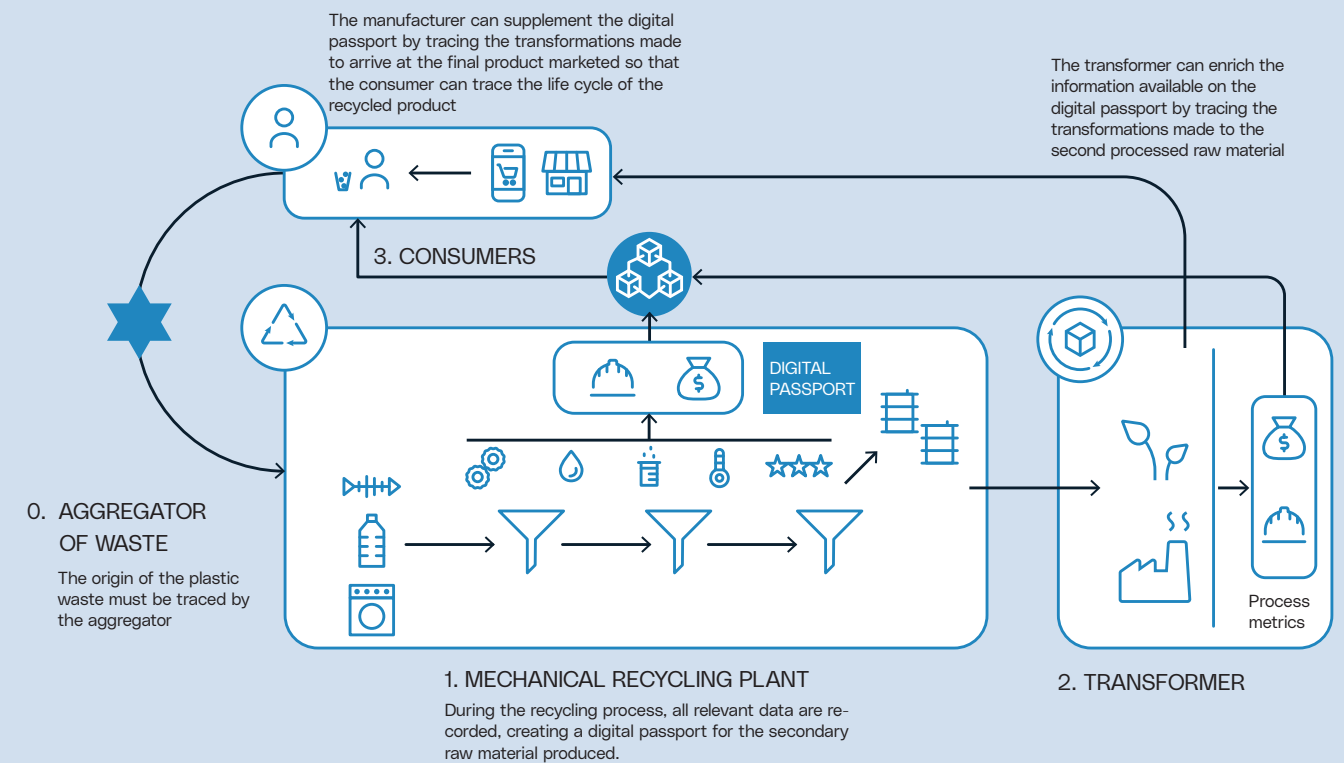 The manufacturer can supplement the digital
passport by tracing the transformations made
to arrive at the final product marketed so that
the consumer can trace the life cycle of the
recycled product
The transformer can enrich the
information available on the
digital passport by tracing the
transformations made to the
second processed raw material
3. CONSUMERS
DIGITAL
PASSPORT
$
$
0. AGGREGATOR
OF WASTE
The origin of the plastic
waste must be traced by
the aggregator
Process
metrics
1. MECHANICAL RECYCLING PLANT
During the recycling process, all relevant data are re-
corded, creating a digital passport for the secondary
raw material produced.
2. TRANSFORMER